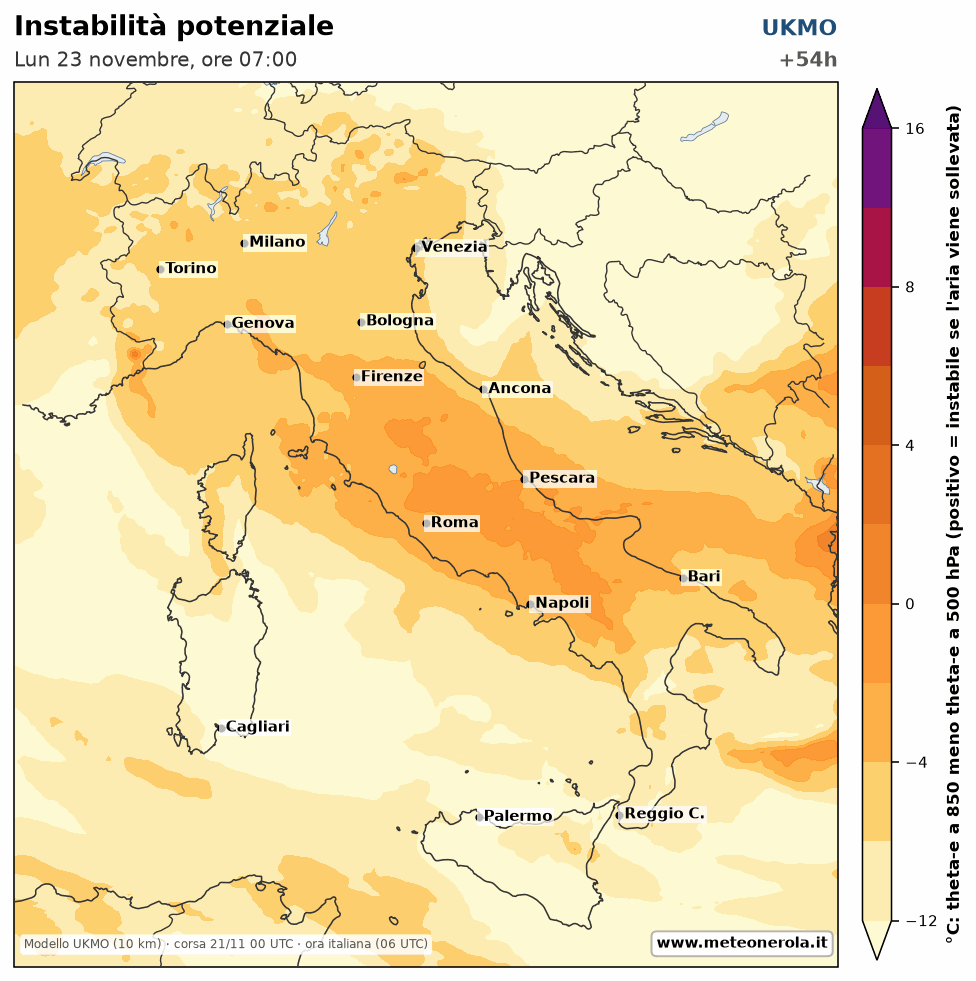 Instabilità potenziale
UKMO
Lun 23 novembre, ore 07:00
+54h
Milano
Venezia
Torino
Genova
Bologna
Firenze
Ancona
Pescara
Roma
Bari
Napoli
Cagliari
Palermo
Reggio C.
16
8
4
0
−4
−12
°C: theta-e a 850 meno theta-e a 500 hPa (positivo = instabile se l'aria viene sollevata)
Modello UKMO (10 km) · corsa 21/11 00 UTC · ora italiana (06 UTC)
www.meteonerola.it